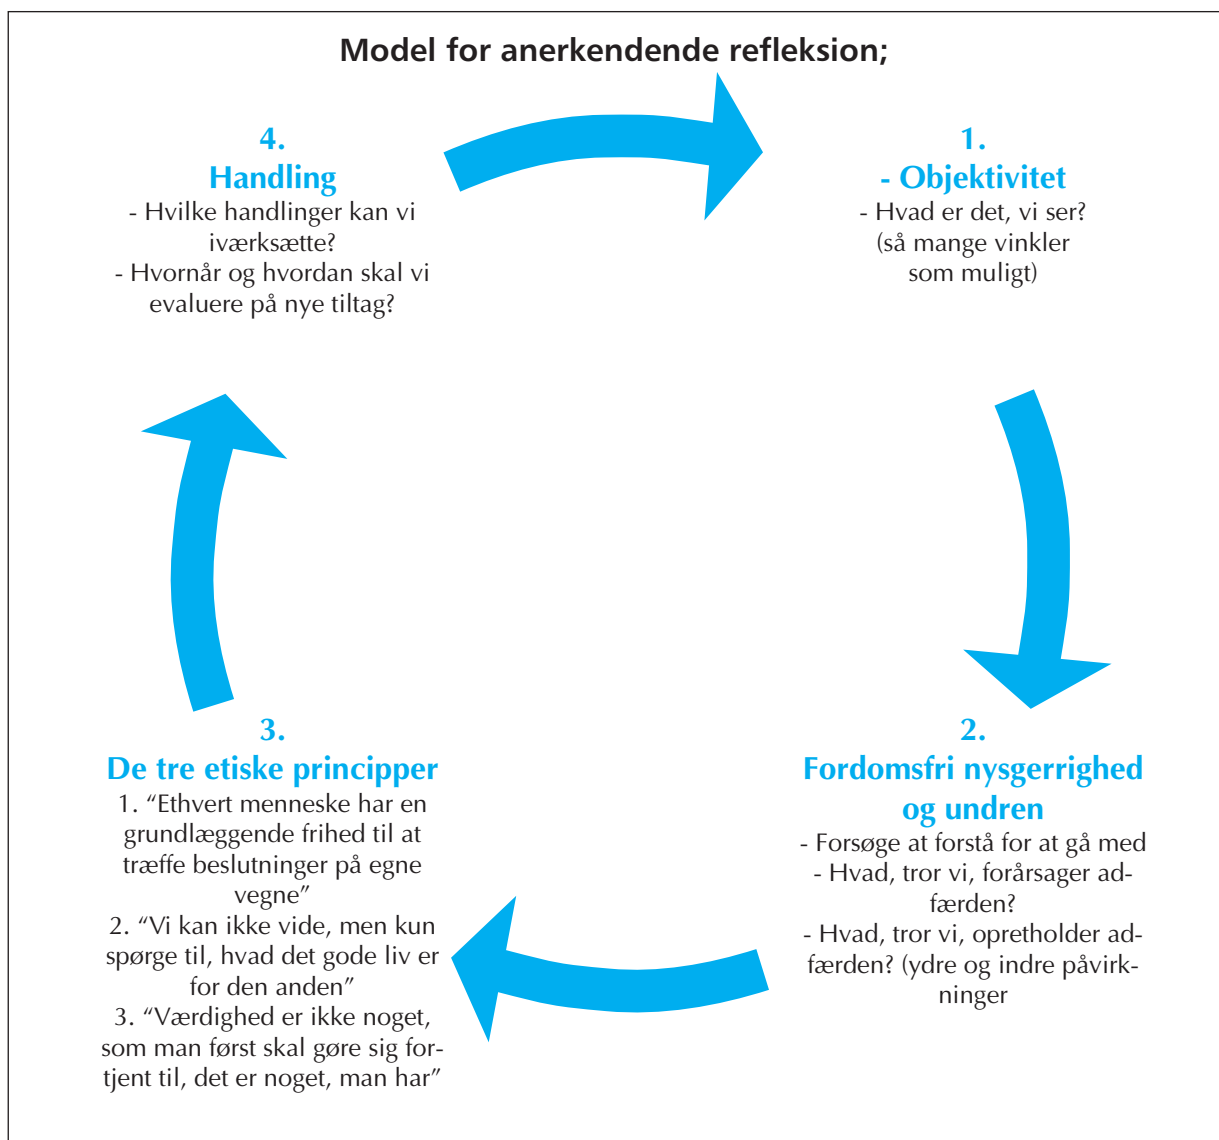 Model for anerkendende refleksion;
1.
- Objektivitet
- Hvad er det, vi ser?
(så mange vinkler
som muligt)
2.
Fordomsfri nysgerrighed
og undren
- Forsøge at forstå for at gå med
- Hvad, tror vi, forårsager ad-
færden?
- Hvad, tror vi, opretholder ad-
færden? (ydre og indre påvirk-
ninger
3.
De tre etiske principper
1. “Ethvert menneske har en
grundlæggende frihed til at
træffe beslutninger på egne
vegne”
2. “Vi kan ikke vide, men kun
spørge til, hvad det gode liv er
for den anden”
3. “Værdighed er ikke noget,
som man først skal gøre sig for-
tjent til, det er noget, man har”
4.
Handling
- Hvilke handlinger kan vi
iværksætte?
- Hvornår og hvordan skal vi
evaluere på nye tiltag?